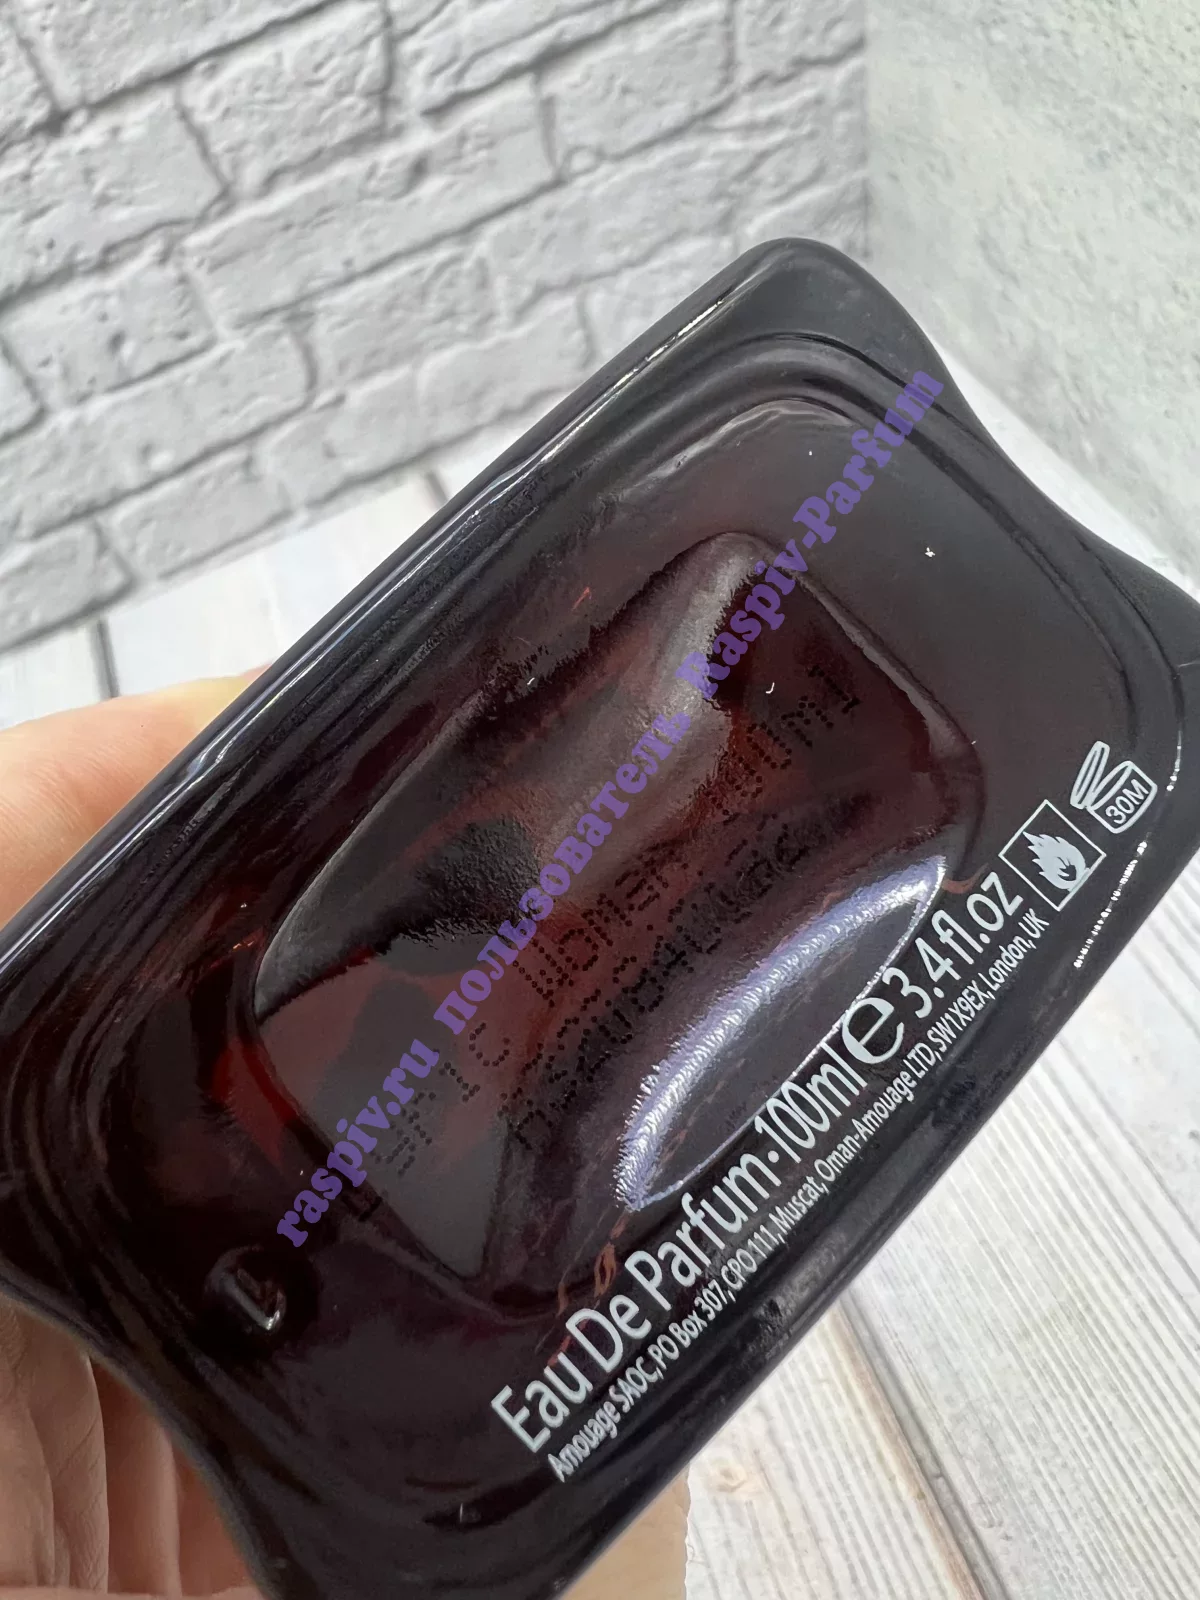 raspiv.ru пользователь Raspiv-Parfum
30M
Eau De Parfum·100ml e 3.4fl.oz
Amouage SAOC,PO Box 307,CPO 111,Muscat, Oman-Amouage LTD,SW1X9EX, London, UK